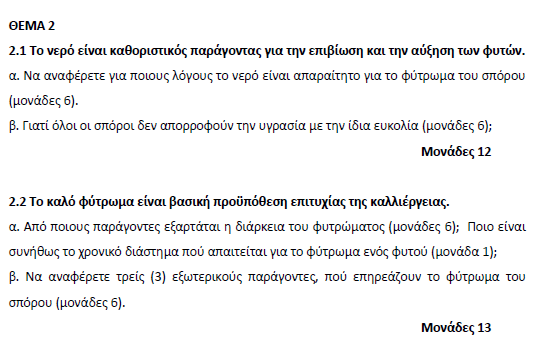 ΘΕΜΑ 2
2.1 Το νερό είναι καθοριστικός παράγοντας για την επιβίωση και την αύξηση των φυτών.
α. Να αναφέρετε για ποιους λόγους το νερό είναι απαραίτητο για το φύτρωμα του σπόρου
(μονάδες 6).
β. Γιατί όλοι οι σπόροι δεν απορροφούν την υγρασία με την ίδια ευκολία (μονάδες 6);
Μονάδες 12
2.2 Το καλό φύτρωμα είναι βασική προϋπόθεση επιτυχίας της καλλιέργειας.
α. Από ποιους παράγοντες εξαρτάται η διάρκεια του φυτρώματος (μονάδες 6); Ποιο είναι
συνήθως το χρονικό διάστημα πού απαιτείται για το φύτρωμα ενός φυτού (μονάδα 1);
β. Να αναφέρετε τρείς (3) εξωτερικούς παράγοντες, πού επηρεάζουν το φύτρωμα του
σπόρου (μονάδες 6).
Μονάδες 13